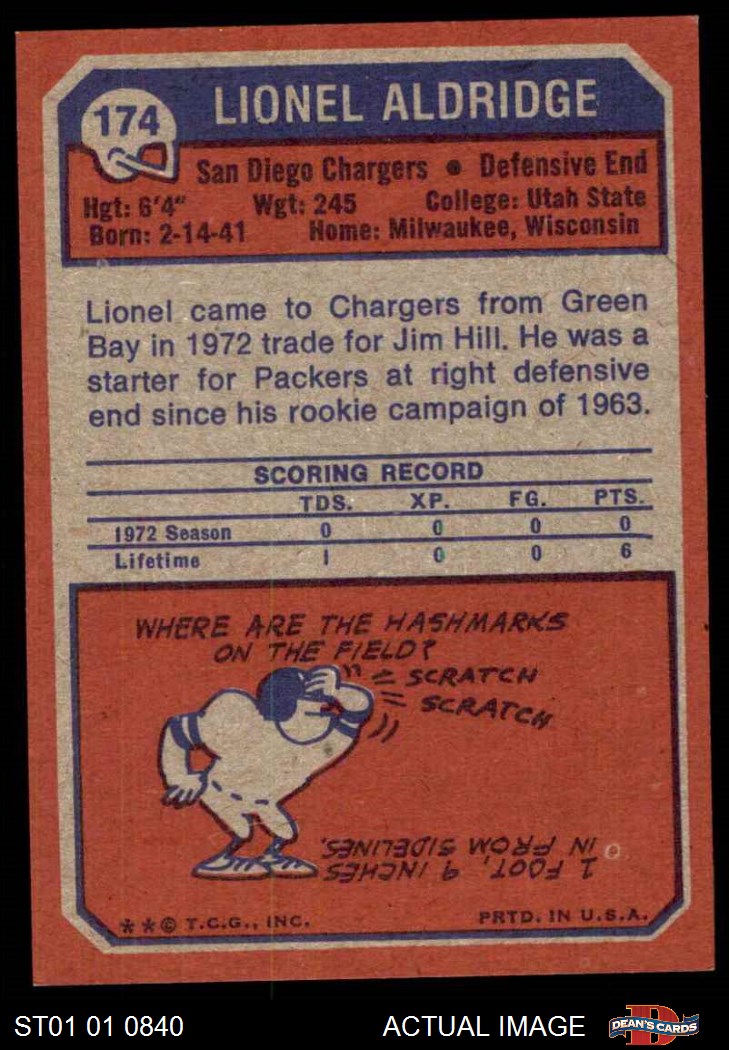 174
LIONEL ALDRIDGE
San Diego Chargers • Defensive End
Hgt: 6'4" Wgt: 245 College: Utah State
Born: 2-14-41 Home: Milwaukee, Wisconsin
Lionel came to Chargers from Green
Bay in 1972 trade for Jim Hill. He was a
starter for Packers at right defensive
end since his rookie campaign of 1963.
SCORING RECORD
TDS. XP. FG. PTS.
1972 Season 0 0 0 0
Lifetime 1 0 0 6
WHERE ARE THE HASHMARKS
ON THE FIELD?
SCRATCH
SCRATCH
1 FOOT, 9 INCHES
IN FROM SIDELINES.
**© T.C.G., INC. PRTD. IN U.S.A.
ST01 01 0840 ACTUAL IMAGE DEAN'S CARDS